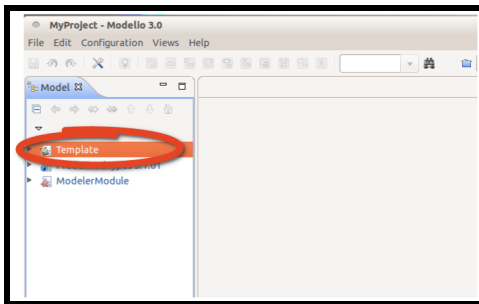 MyProject - Modelio 3.0
File Edit Configuration Views Help
Model
Template
ModelerModule